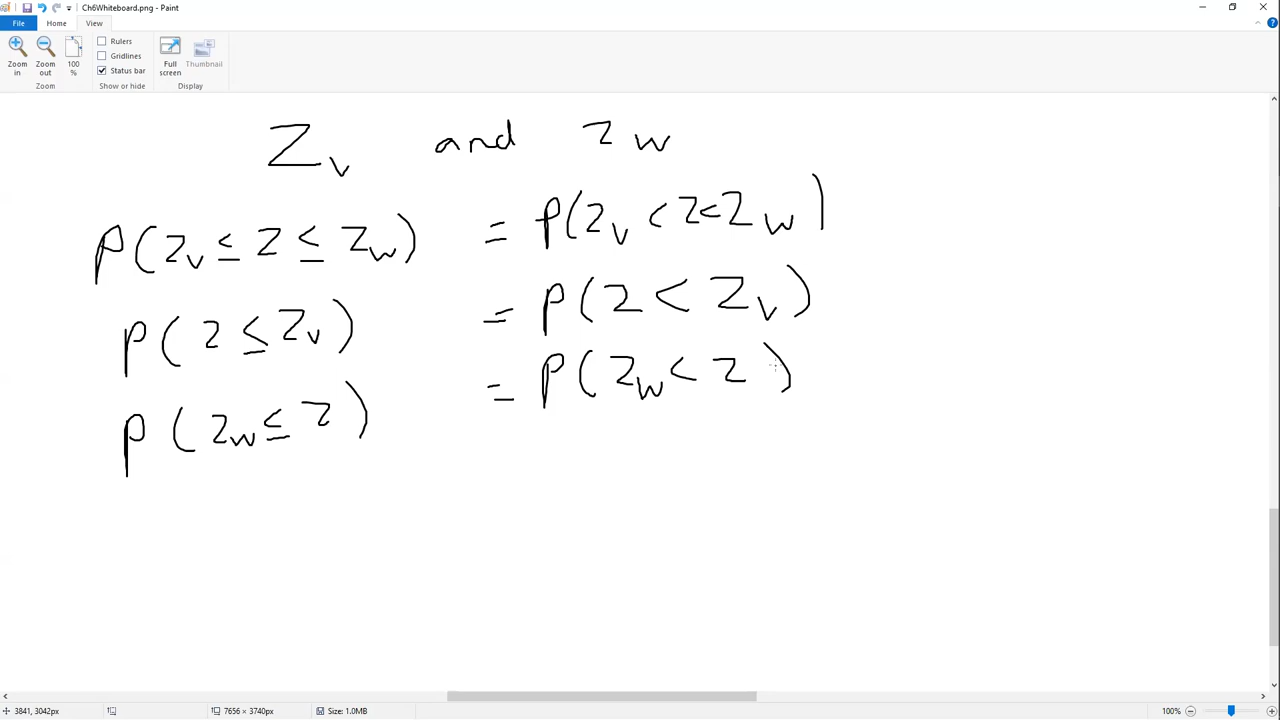 Ch6Whiteboard.png - Paint
File Home View
Zoom in
Zoom out
100 %
Rulers
Gridlines
Status bar
Full screen
Thumbnail
Zoom
Show or hide
Display
Z_v and Z_w
P(Z_v ≤ Z ≤ Z_w) = P(Z_v < Z < Z_w)
P(Z ≤ Z_v) = P(Z < Z_v)
P(Z_w ≤ Z) = P(Z_w < Z)
3841, 3042px 7656 × 3740px Size: 1.0MB 100%